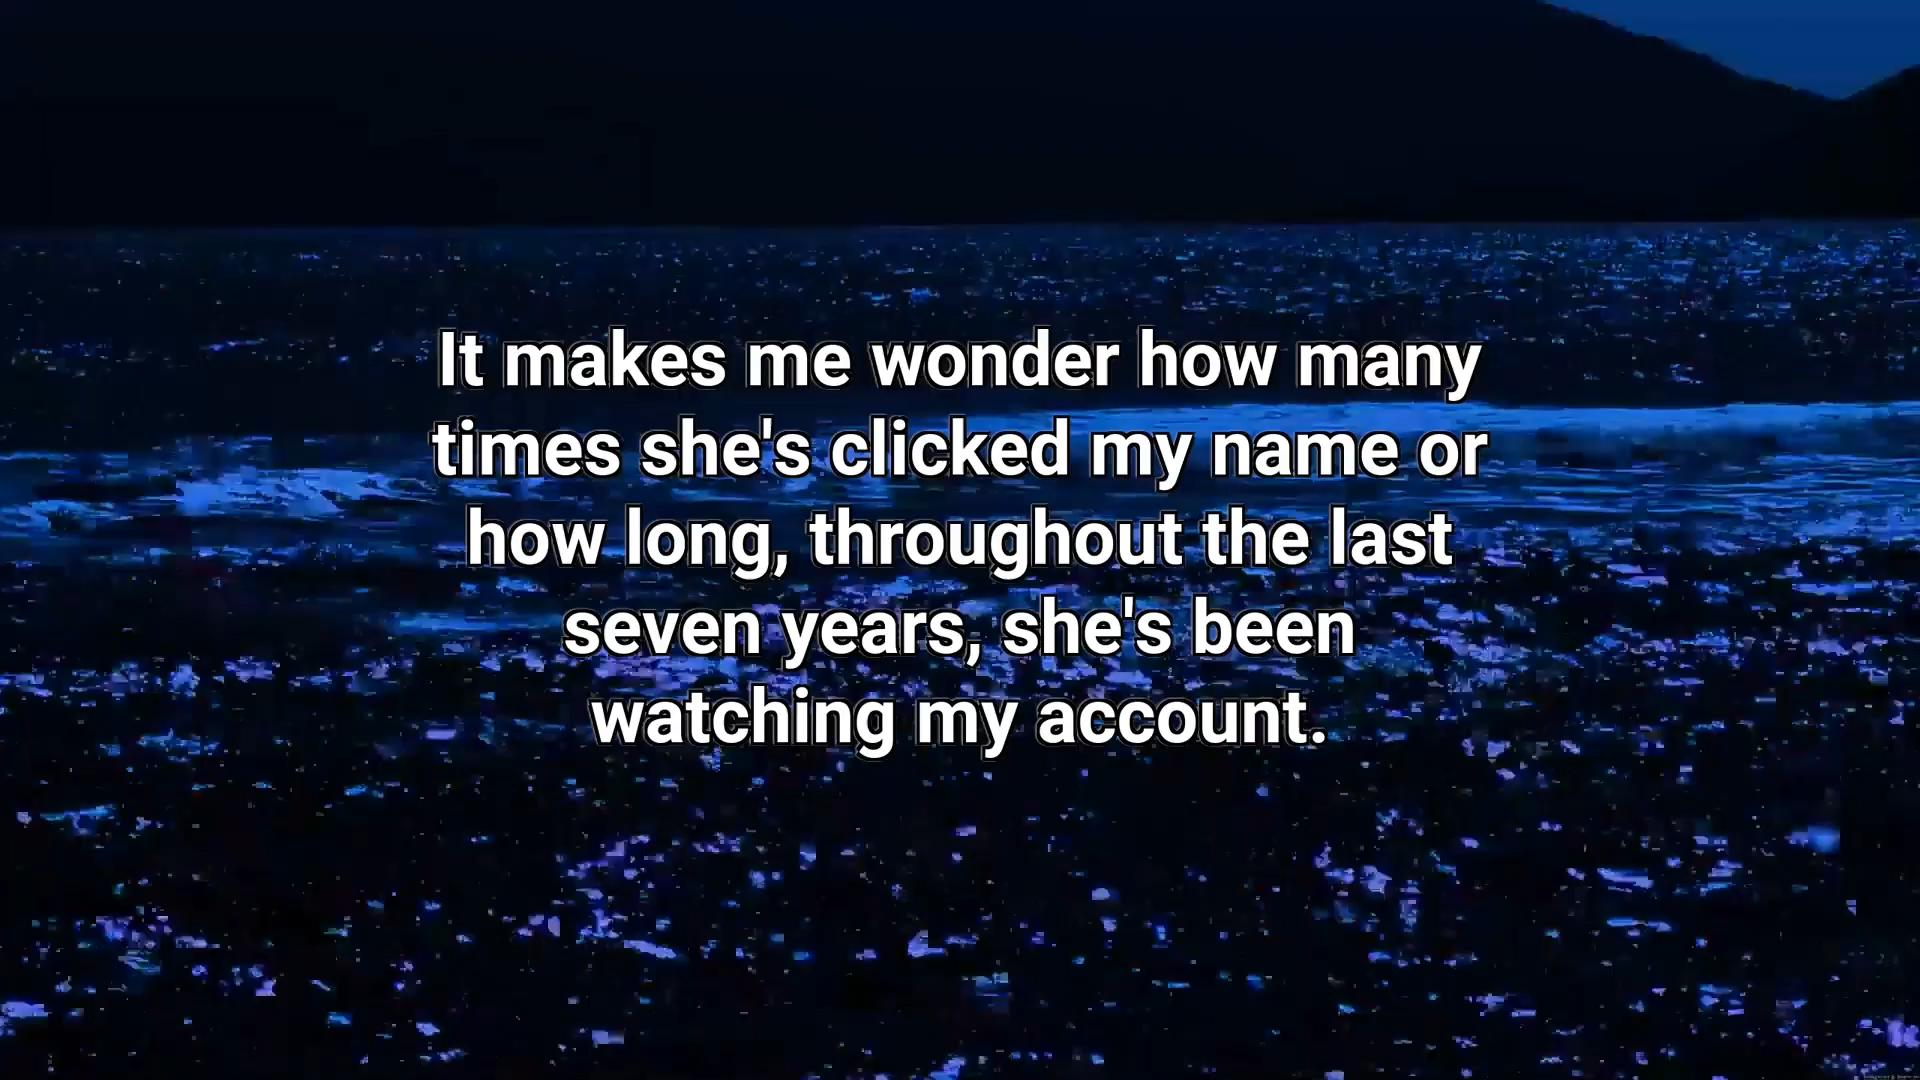 It makes me wonder how many
times she's clicked my name or
how long, throughout the last
seven years, she's been
watching my account.